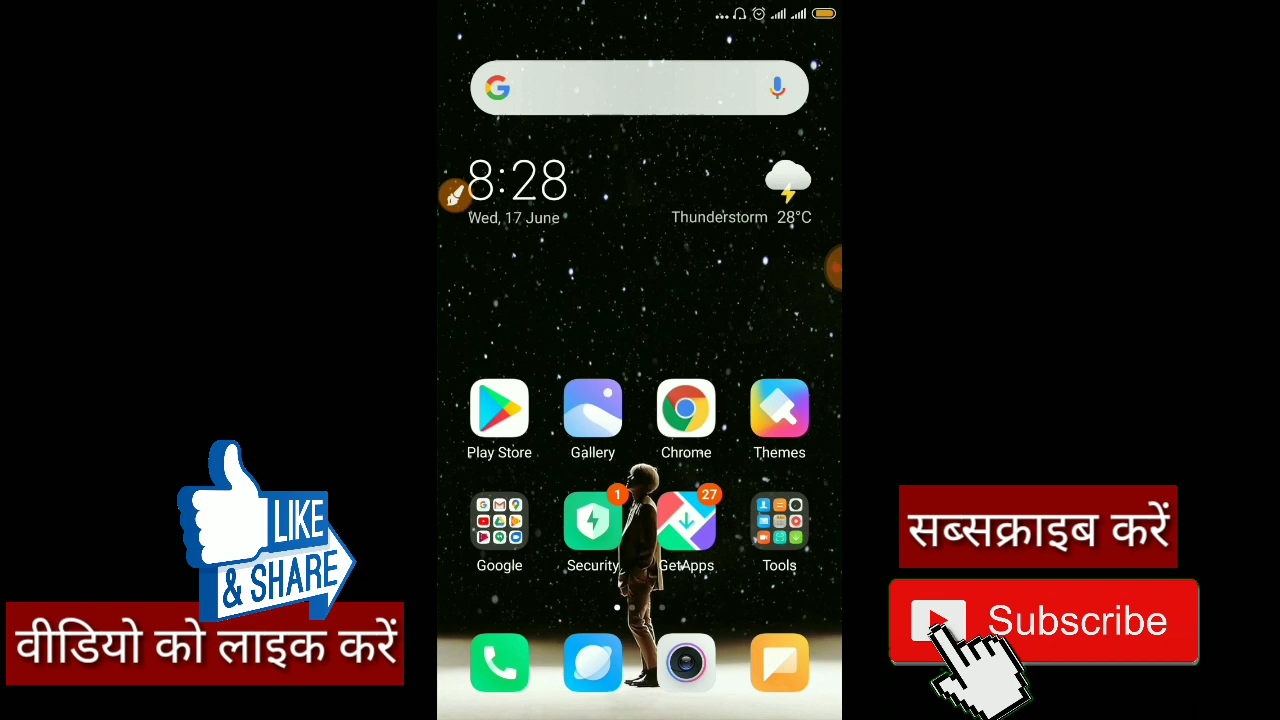 8:28
Wed, 17 June
Thunderstorm 28°C
Play Store
Gallery
Chrome
Themes
1
27
Google
Security
GetApps
Tools
LIKE
& SHARE
वीडियो को लाइक करें
सब्सक्राइब करें
Subscribe